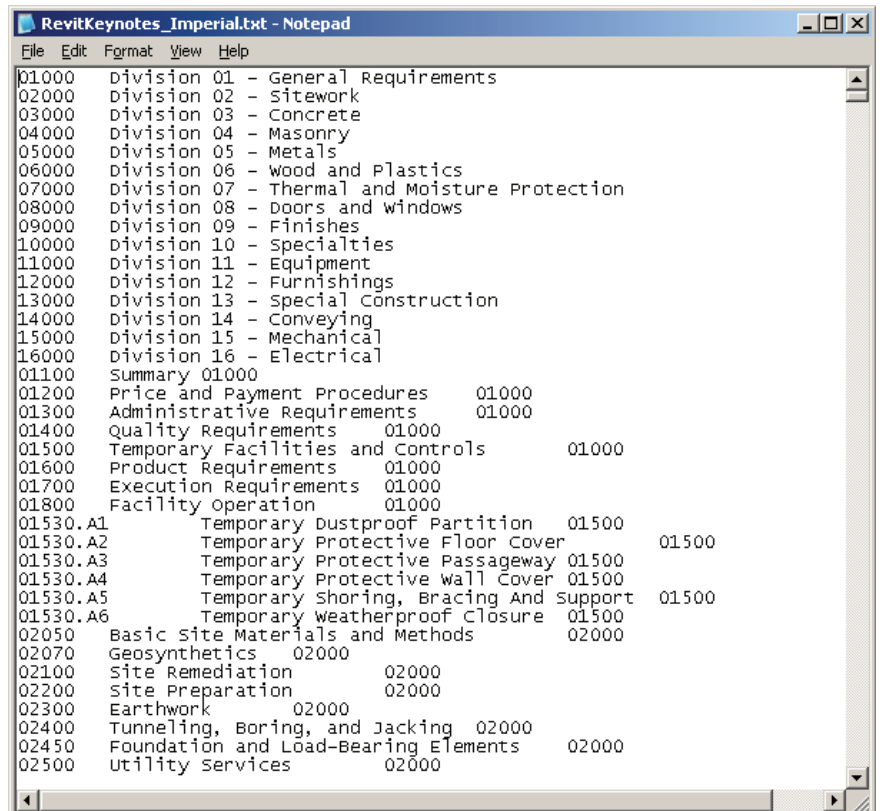 RevitKeynotes_Imperial.txt - Notepad
File Edit Format View Help
01000 Division 01 - General Requirements
02000 Division 02 - Sitework
03000 Division 03 - Concrete
04000 Division 04 - Masonry
05000 Division 05 - Metals
06000 Division 06 - Wood and Plastics
07000 Division 07 - Thermal and Moisture Protection
08000 Division 08 - Doors and Windows
09000 Division 09 - Finishes
10000 Division 10 - Specialties
11000 Division 11 - Equipment
12000 Division 12 - Furnishings
13000 Division 13 - Special Construction
14000 Division 14 - Conveying
15000 Division 15 - Mechanical
16000 Division 16 - Electrical
01100 Summary 01000
01200 Price and Payment Procedures 01000
01300 Administrative Requirements 01000
01400 Quality Requirements 01000
01500 Temporary Facilities and Controls 01000
01600 Product Requirements 01000
01700 Execution Requirements 01000
01800 Facility Operation 01000
01530.A1 Temporary Dustproof Partition 01500
01530.A2 Temporary Protective Floor Cover 01500
01530.A3 Temporary Protective Passageway 01500
01530.A4 Temporary Protective Wall Cover 01500
01530.A5 Temporary Shoring, Bracing And Support 01500
01530.A6 Temporary Weatherproof Closure 01500
02050 Basic Site Materials and Methods 02000
02070 Geosynthetics 02000
02100 Site Remediation 02000
02200 Site Preparation 02000
02300 Earthwork 02000
02400 Tunneling, Boring, and Jacking 02000
02450 Foundation and Load-Bearing Elements 02000
02500 Utility Services 02000